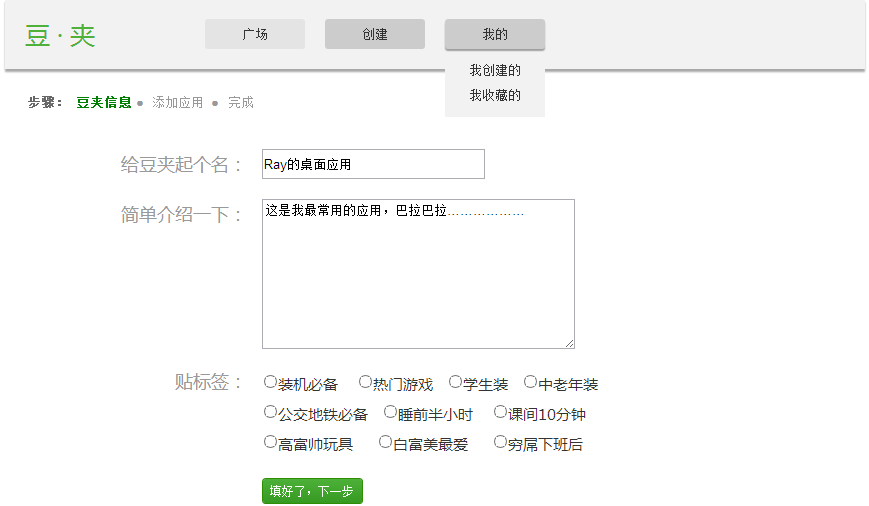 豆·夹 广场 创建 我的
我创建的
我收藏的
步骤： 豆夹信息 ● 添加应用 ● 完成
给豆夹起个名： Ray的桌面应用
简单介绍一下： 这是我最常用的应用，巴拉巴拉………………
贴标签： 装机必备 热门游戏 学生装 中老年装
公交地铁必备 睡前半小时 课间10分钟
高富帅玩具 白富美最爱 穷屌下班后
填好了，下一步